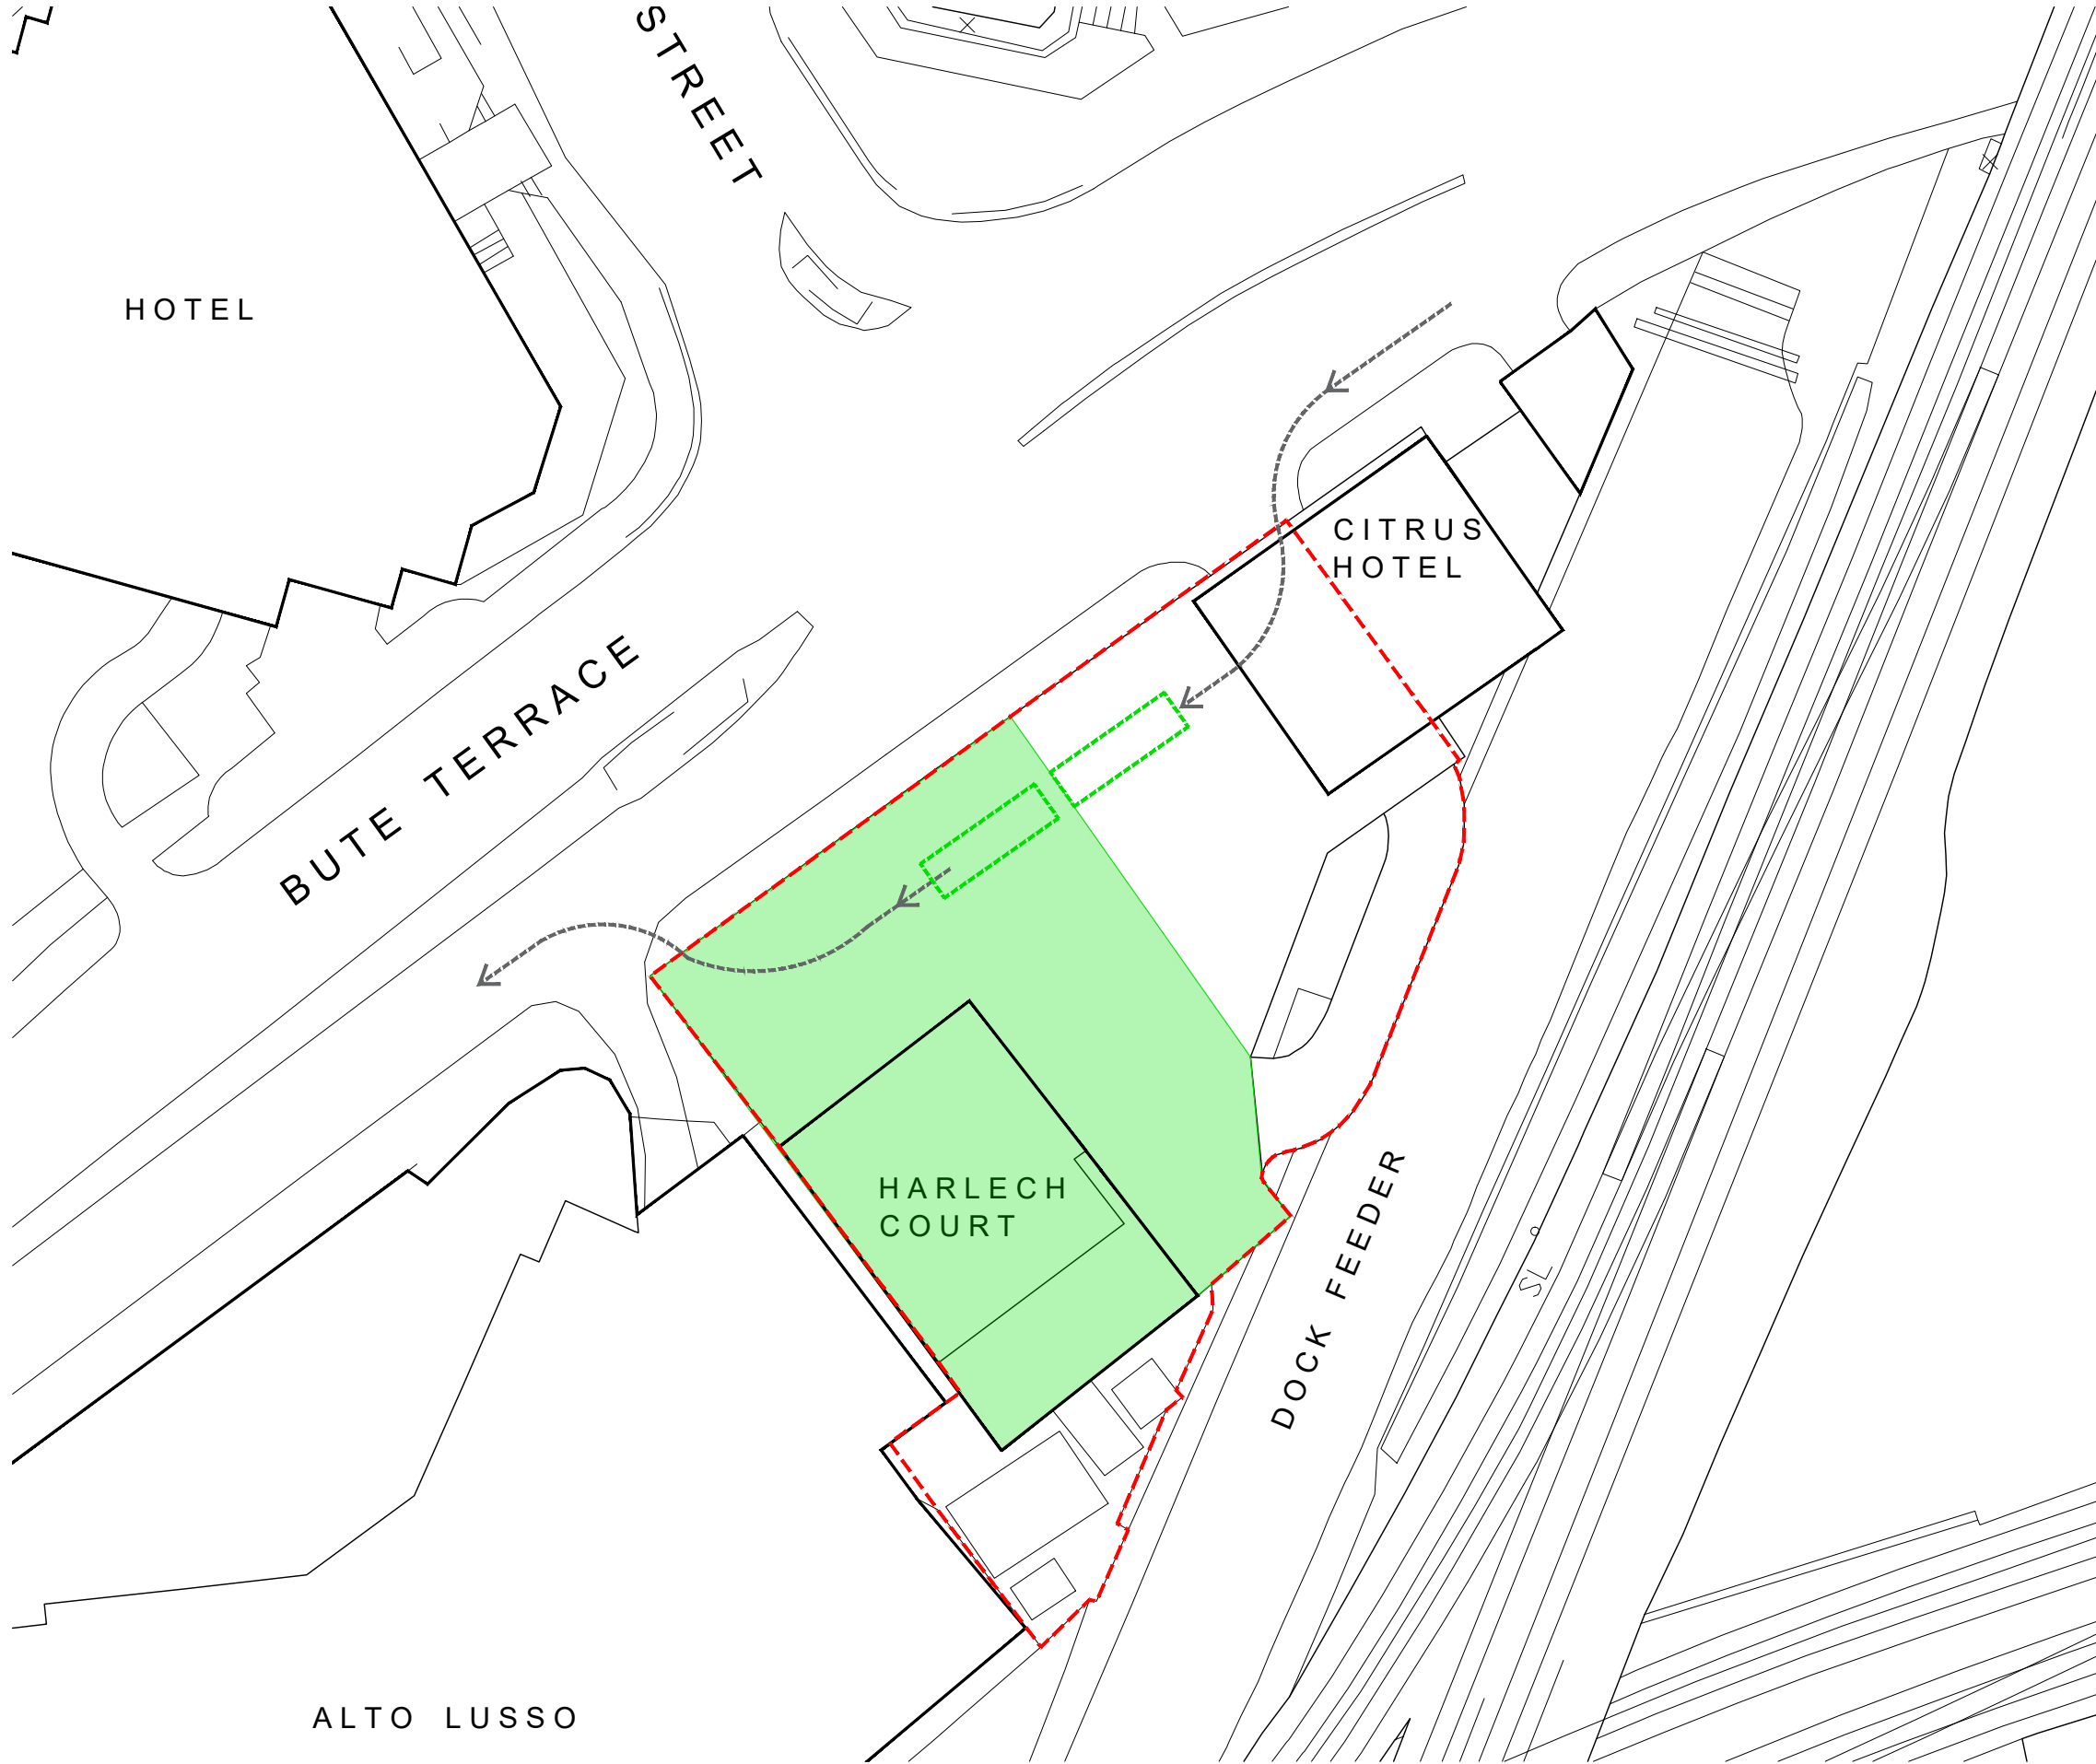 STREET
HOTEL
CITRUS
HOTEL
BUTE TERRACE
HARLECH
COURT
DOCK FEEDER
SL
ALTO LUSSO